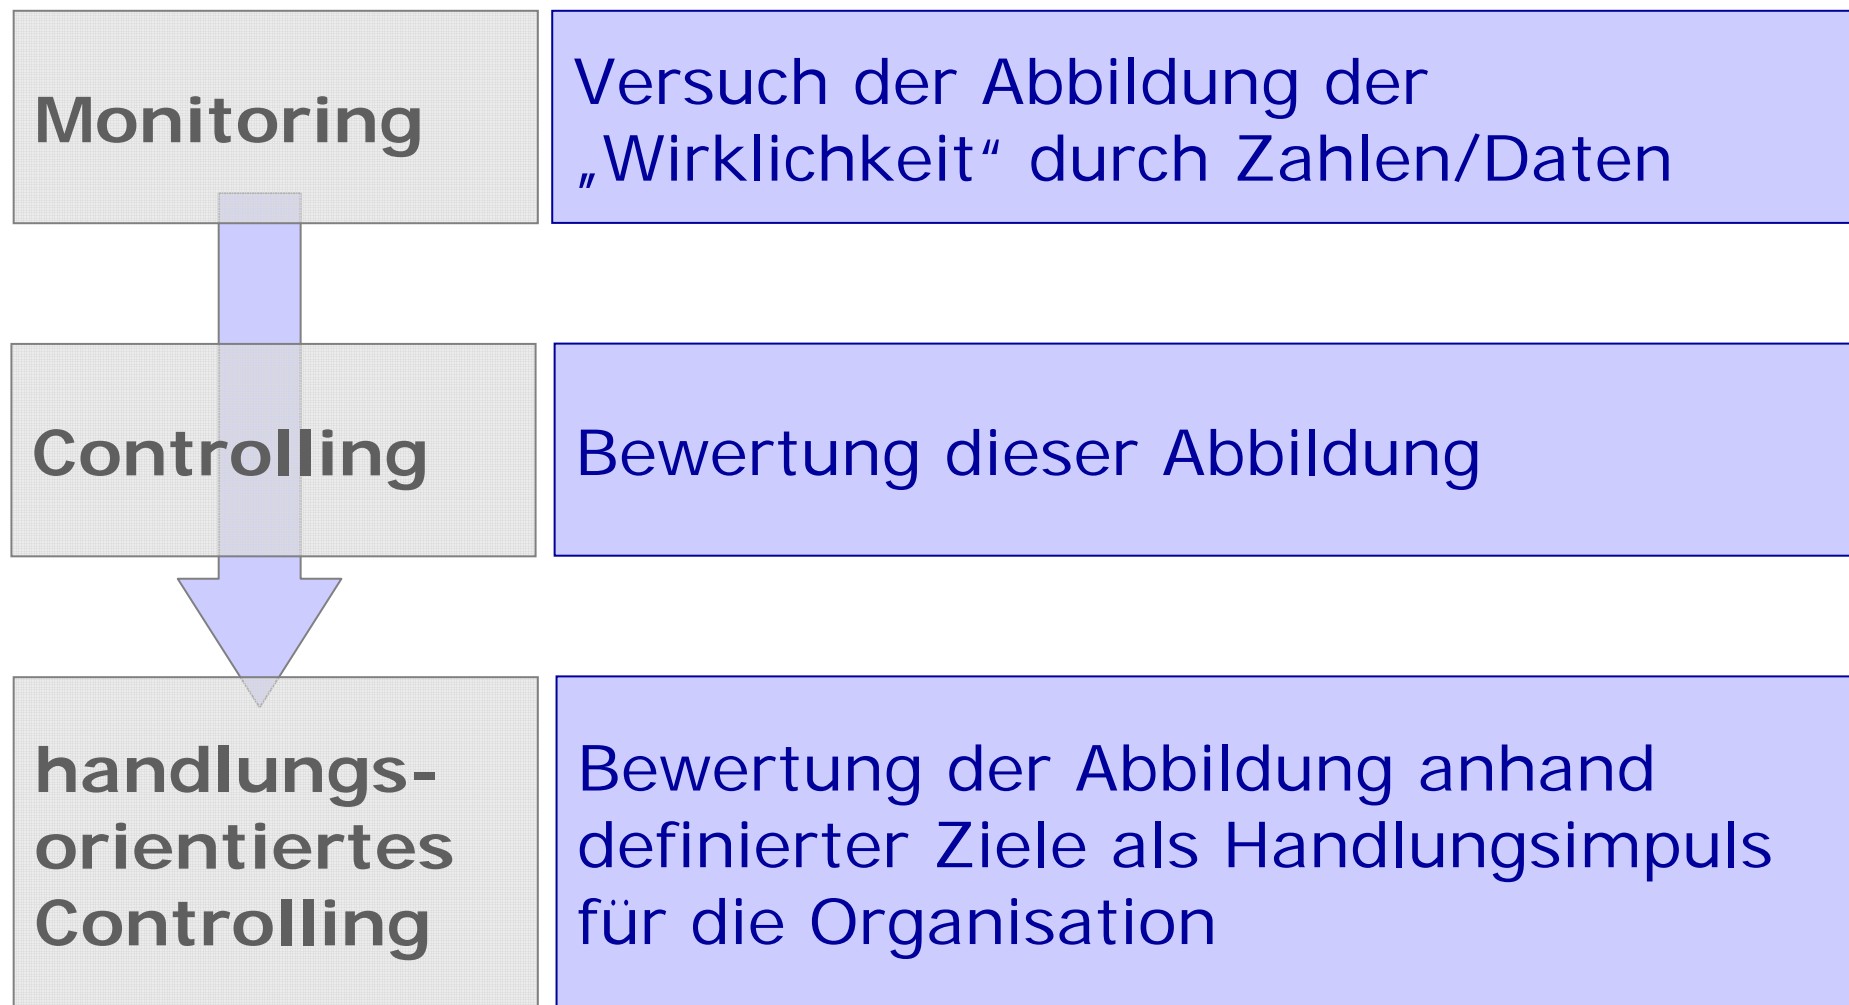 Monitoring
Versuch der Abbildung der
„Wirklichkeit“ durch Zahlen/Daten
Controlling
Bewertung dieser Abbildung
handlungs-
orientiertes
Controlling
Bewertung der Abbildung anhand
definierter Ziele als Handlungsimpuls
für die Organisation